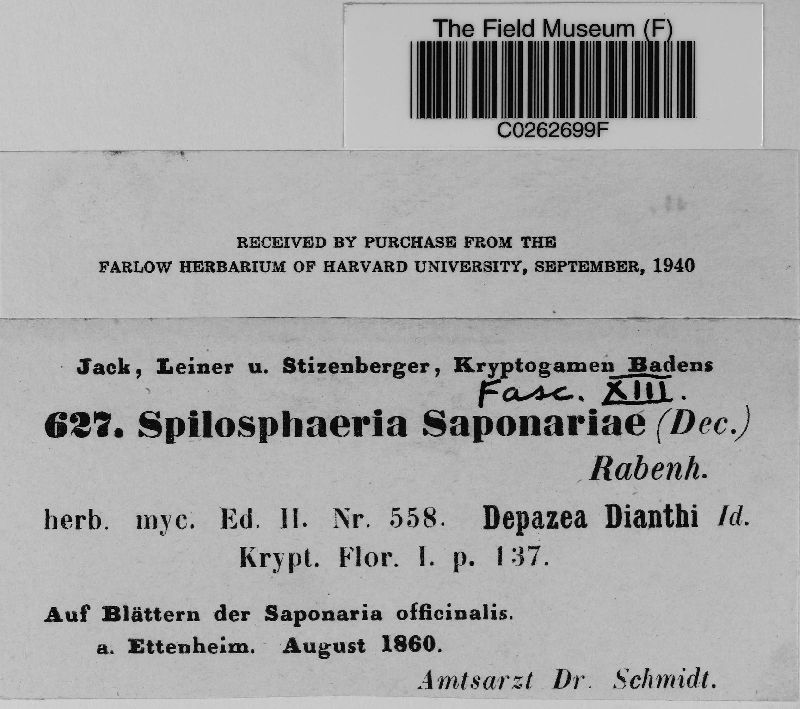 The Field Museum (F)
C0262699F
RECEIVED BY PURCHASE FROM THE
FARLOW HERBARIUM OF HARVARD UNIVERSITY, SEPTEMBER, 1940
Jack, Leiner u. Stizenberger, Kryptogamen Badens
Fasc. XIII.
627. Spilosphaeria Saponariae (Dec.)
Rabenh.
herb. myc. Ed. II. Nr. 558. Depazea Dianthi Id.
Krypt. Flor. I. p. 137.
Auf Blättern der Saponaria officinalis.
a. Ettenheim. August 1860.
Amtsarzt Dr. Schmidt.